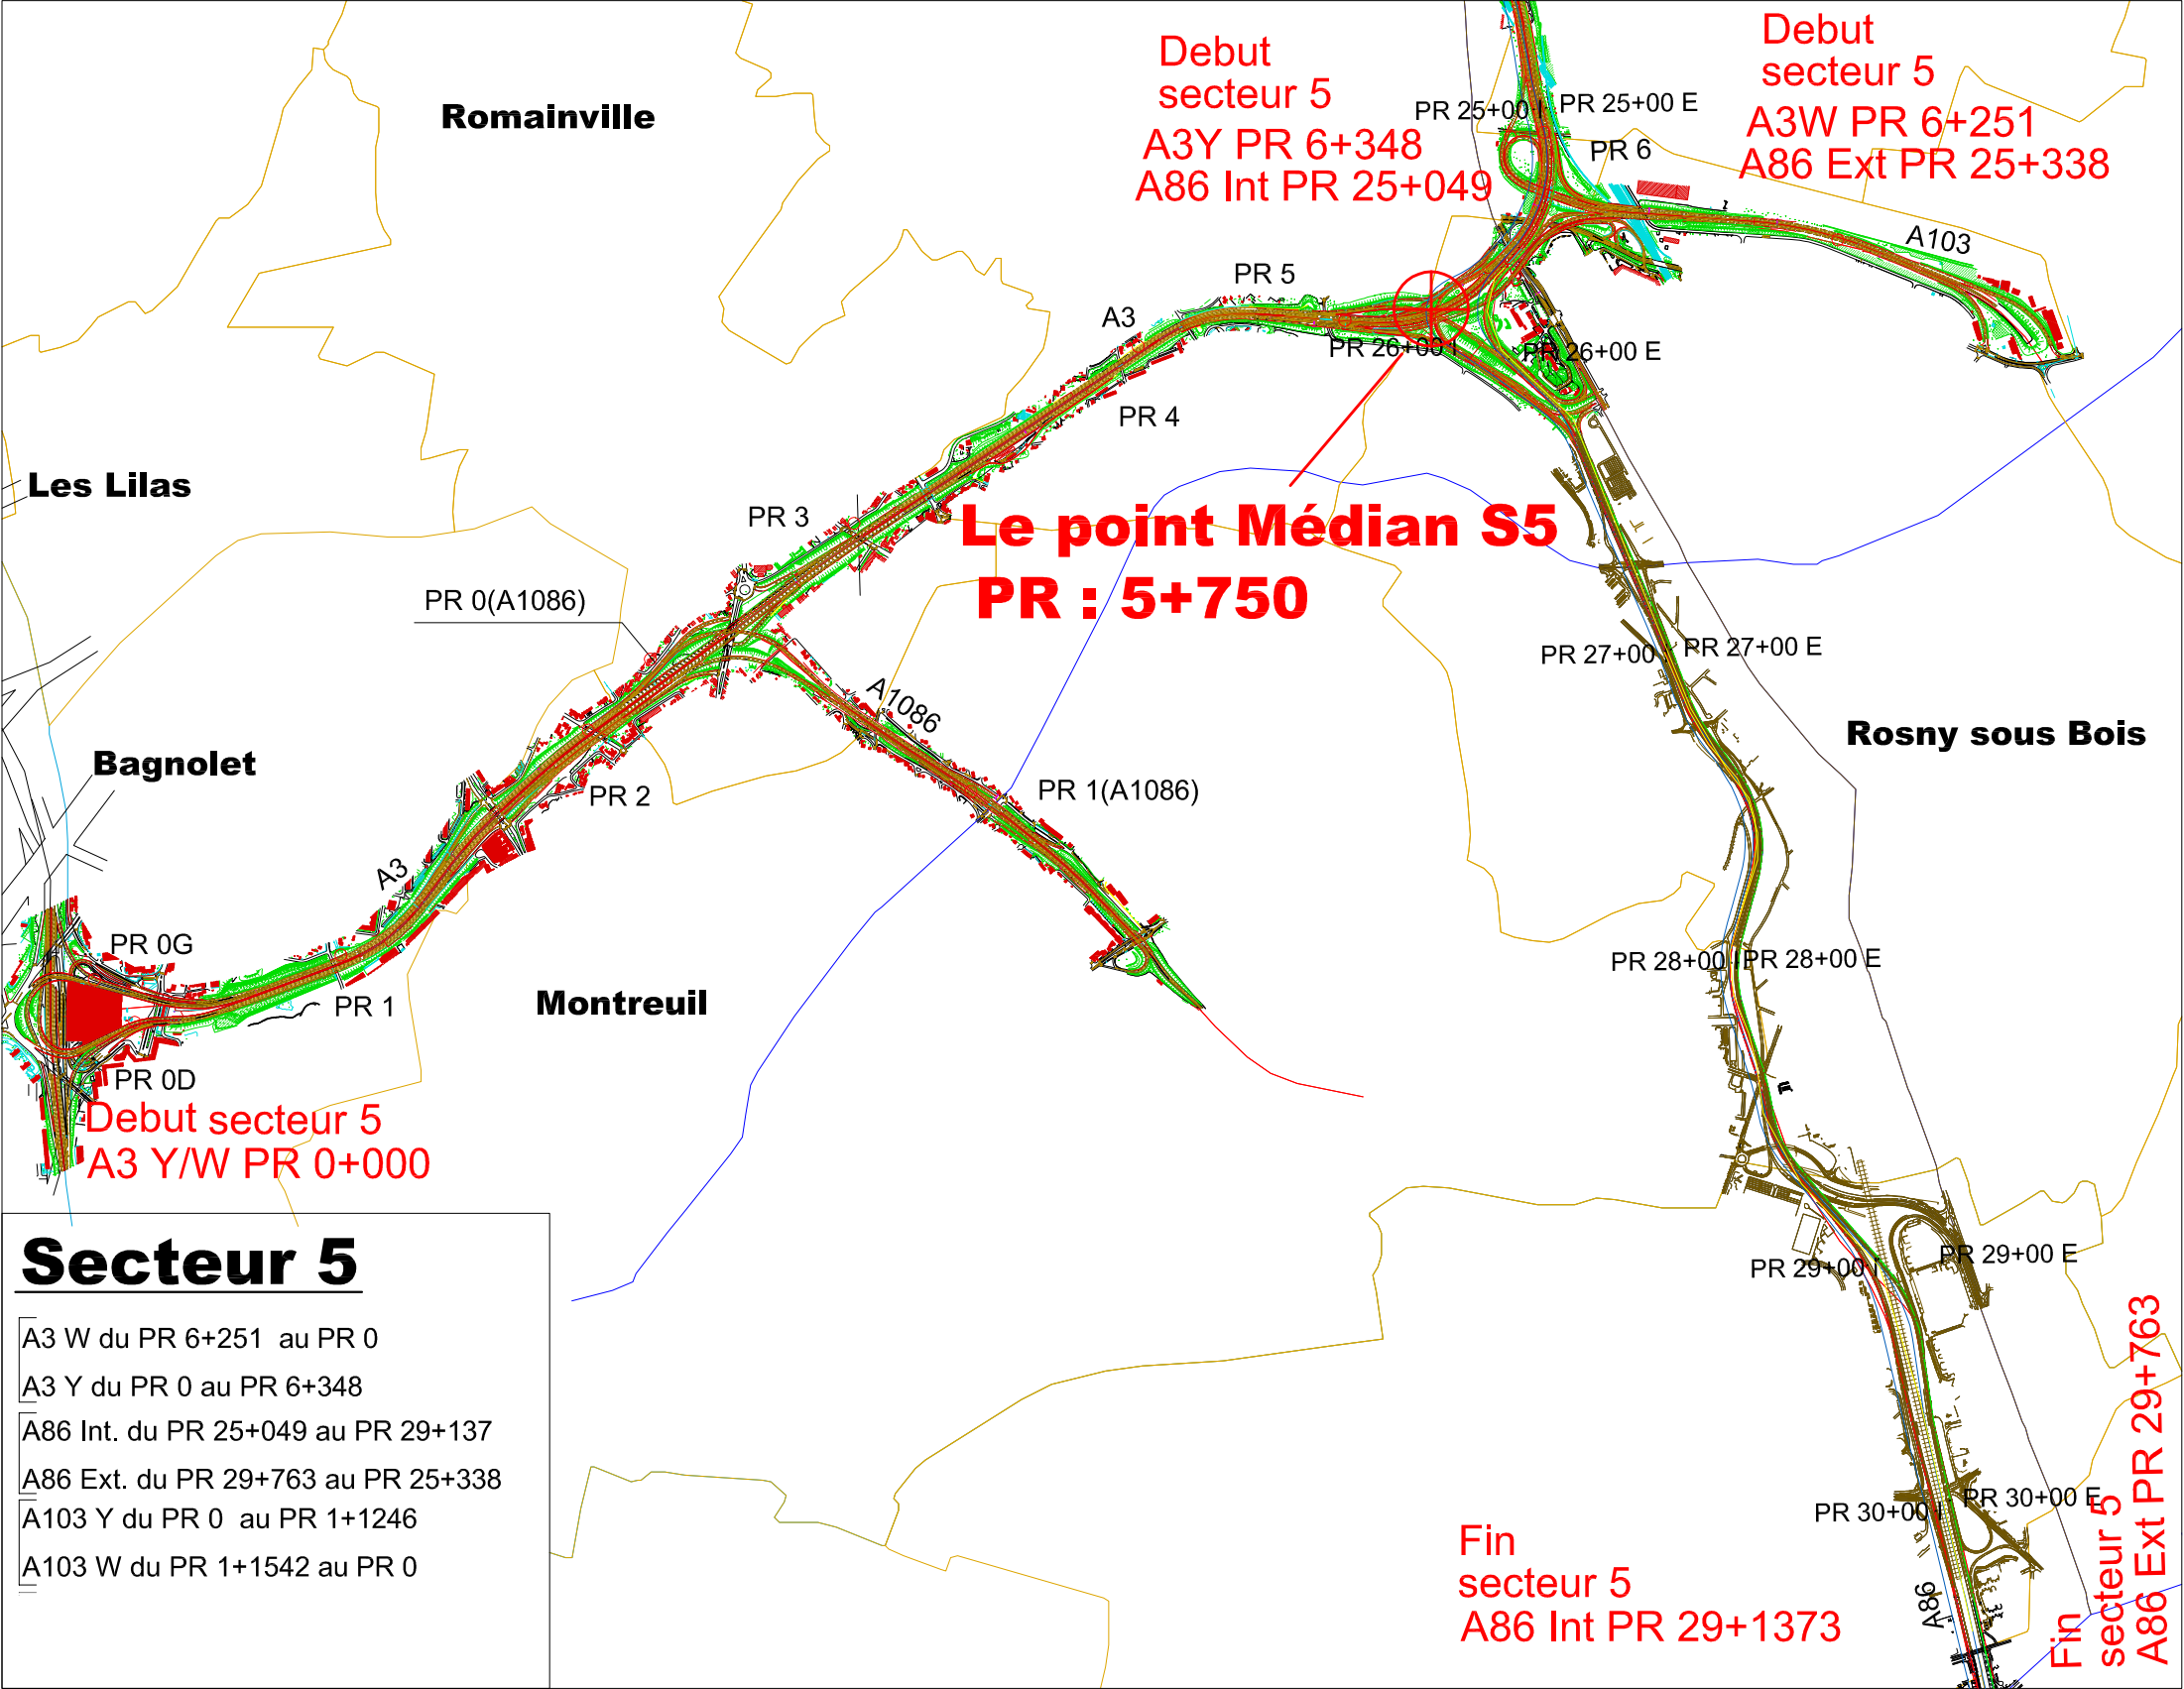 Debut
secteur 5
A3Y PR 6+348
A86 Int PR 25+049
Debut
secteur 5
A3W PR 6+251
A86 Ext PR 25+338
Romainville
PR 25+00 I
PR 25+00 E
PR 6
A103
PR 5
A3
PR 26+00 I
PR 26+00 E
PR 4
Les Lilas
PR 3
Le point Médian S5
PR : 5+750
PR 0(A1086)
PR 27+00
PR 27+00 E
A1086
Rosny sous Bois
Bagnolet
PR 2
PR 1(A1086)
A3
PR 0G
PR 28+00 I
PR 28+00 E
PR 1
Montreuil
PR 0D
Debut secteur 5
A3 Y/W PR 0+000
PR 29+00 I
PR 29+00 E
Secteur 5
A3 W du PR 6+251 au PR 0
A3 Y du PR 0 au PR 6+348
A86 Int. du PR 25+049 au PR 29+137
A86 Ext. du PR 29+763 au PR 25+338
A103 Y du PR 0 au PR 1+1246
A103 W du PR 1+1542 au PR 0
PR 30+00 I
PR 30+00 E
A86
Fin
secteur 5
A86 Int PR 29+1373
Fin
secteur 5
A86 Ext PR 29+763